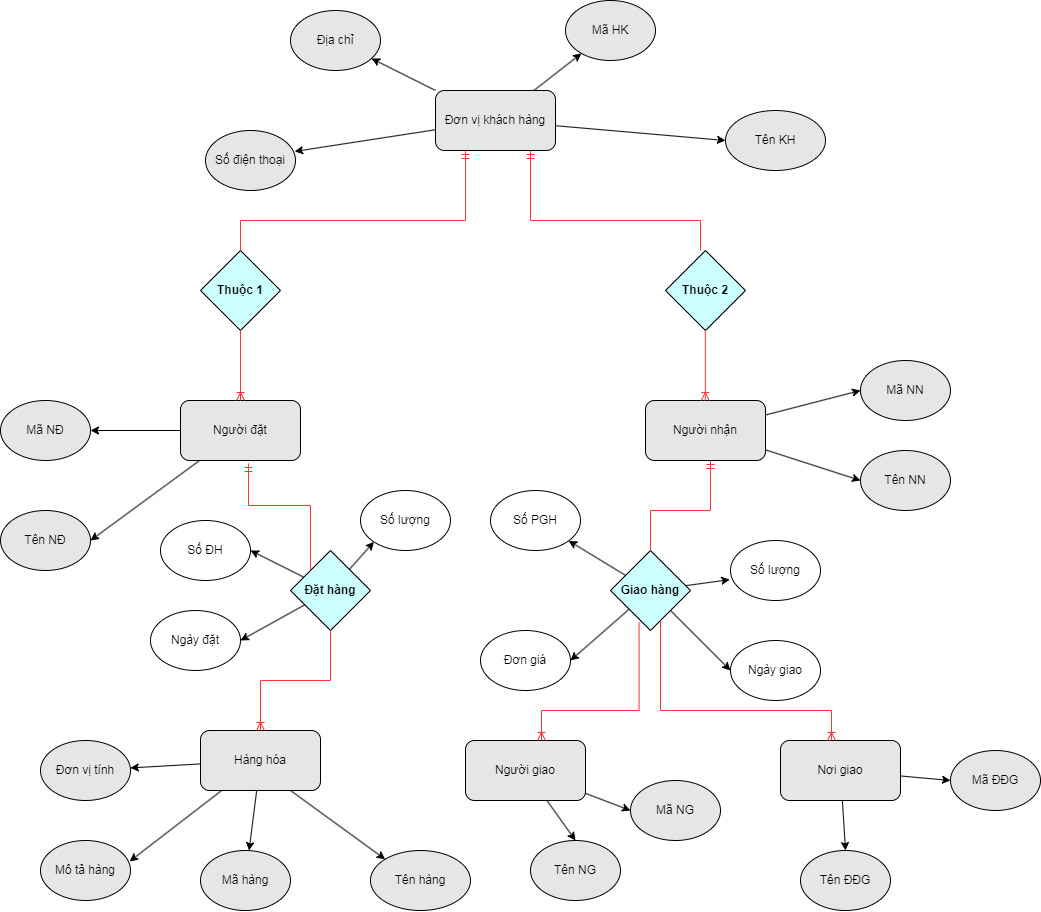 Mã HK
Địa chỉ
Đơn vị khách hàng
Tên KH
Số điện thoại
Thuộc 1
Thuộc 2
Mã NN
Mã NĐ
Người đặt
Người nhận
Tên NN
Số lượng
Số PGH
Tên NĐ
Số ĐH
Số lượng
Đặt hàng
Giao hàng
Ngày đặt
Đơn giá
Ngày giao
Hàng hóa
Đơn vị tính
Người giao
Nơi giao
Mã ĐĐG
Mã NG
Mô tả hàng
Mã hàng
Tên hàng
Tên NG
Tên ĐĐG